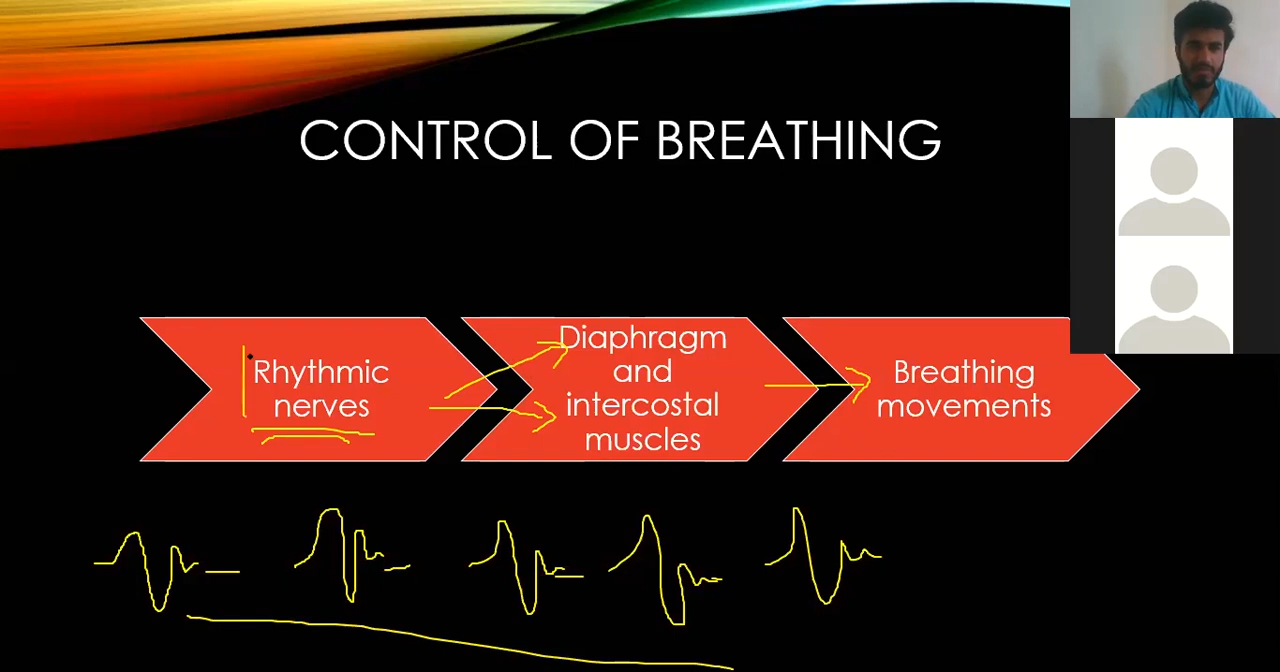 CONTROL OF BREATHING
Rhythmic
nerves
Diaphragm
and
intercostal
muscles
Breathing
movements